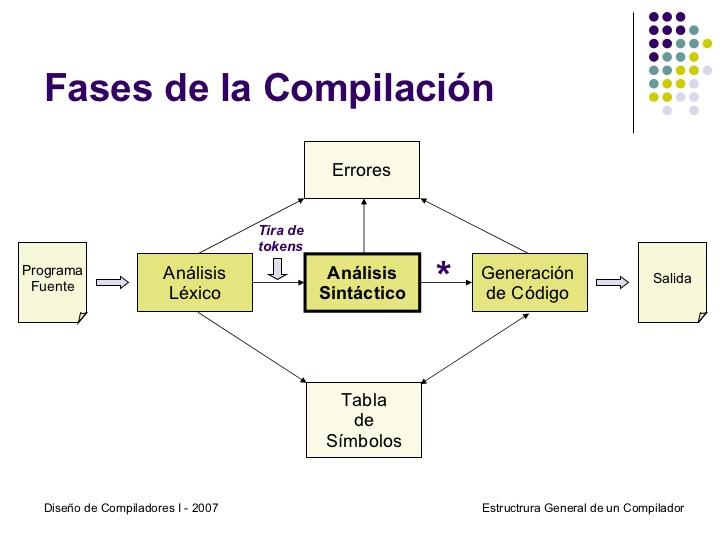 Fases de la Compilación
Errores
Tira de
tokens
Programa
Fuente
Análisis
Léxico
Análisis
Sintáctico
*
Generación
de Código
Salida
Tabla
de
Símbolos
Diseño de Compiladores I - 2007
Estructrura General de un Compilador